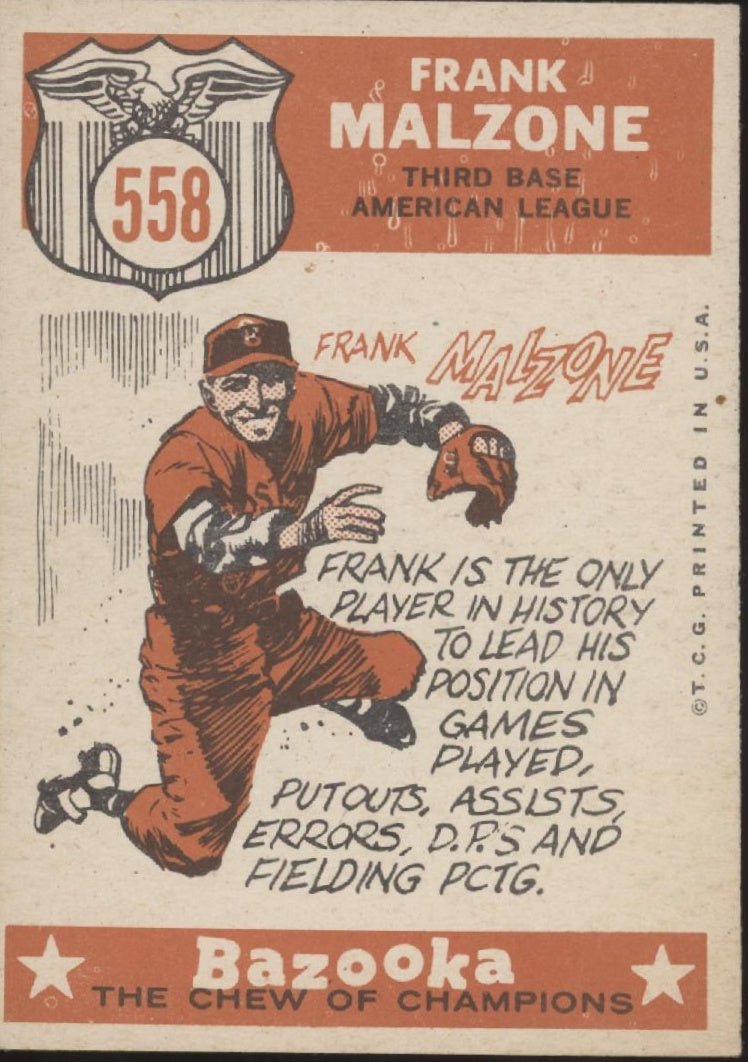 558
FRANK
MALZONE
THIRD BASE
AMERICAN LEAGUE
B
FRANK MALZONE
FRANK IS THE ONLY
PLAYER IN HISTORY
TO LEAD HIS
POSITION IN
GAMES
PLAYED,
PUTOUTS, ASSISTS,
ERRORS, D.P.'S AND
FIELDING PCTG.
©T.C.G. PRINTED IN U.S.A.
Bazooka
THE CHEW OF CHAMPIONS